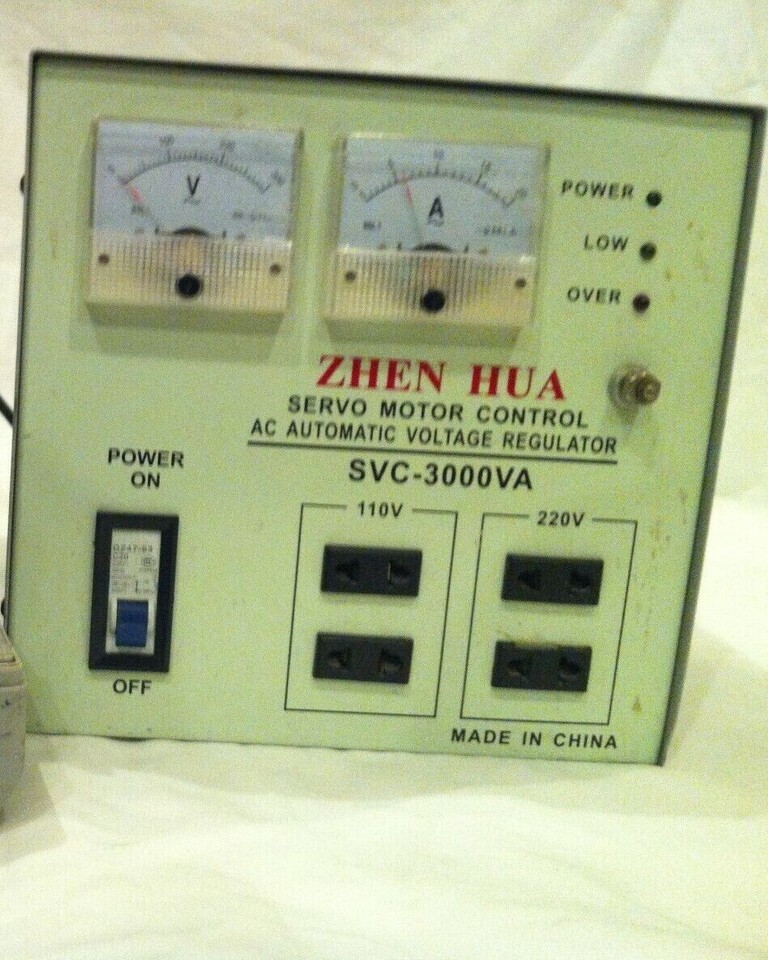 V
A
POWER
LOW
OVER
ZHEN HUA
SERVO MOTOR CONTROL
AC AUTOMATIC VOLTAGE REGULATOR
SVC-3000VA
POWER
ON
110V
220V
OFF
MADE IN CHINA